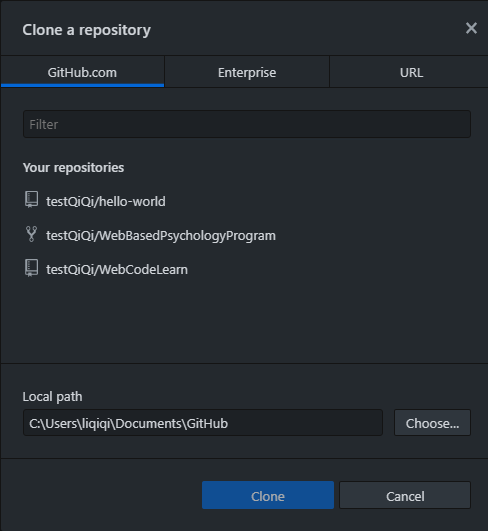 Clone a repository
GitHub.com
Enterprise
URL
Filter
Your repositories
testQiQi/hello-world
testQiQi/WebBasedPsychologyProgram
testQiQi/WebCodeLearn
Local path
C:\Users\liqiqi\Documents\GitHub
Choose...
Clone
Cancel